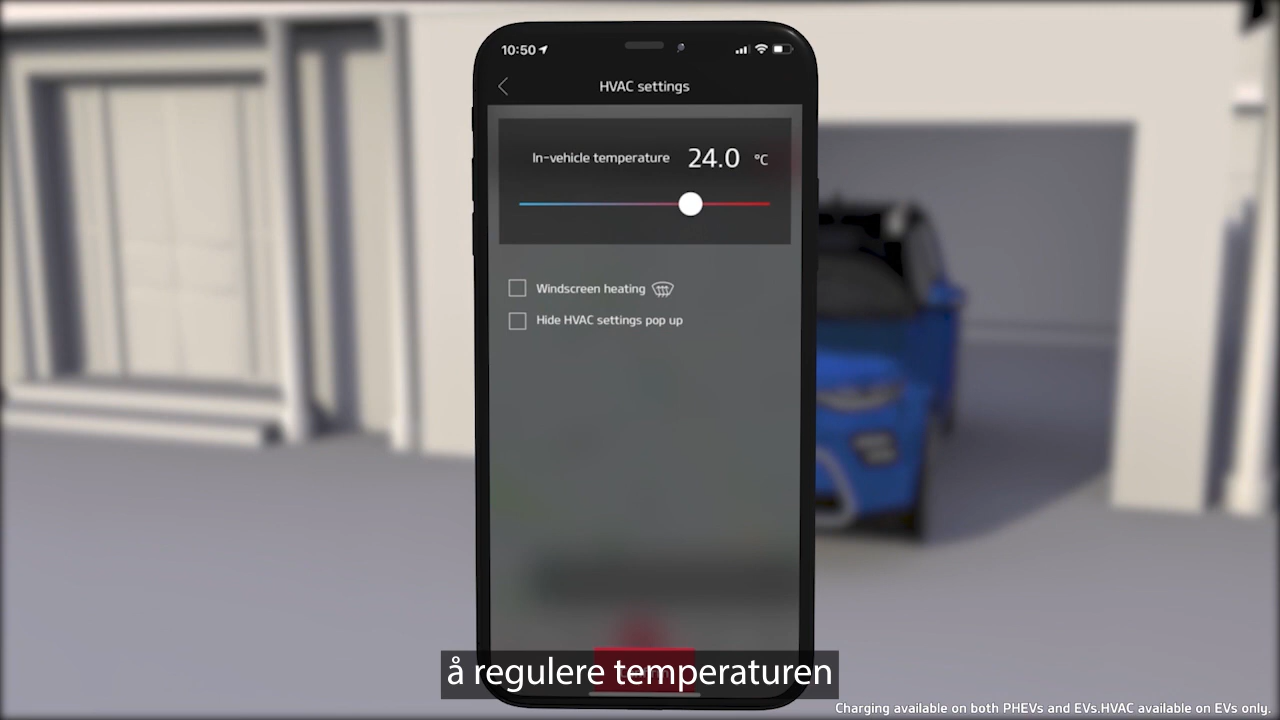 10:50
HVAC settings
In-vehicle temperature 24.0 °C
Windscreen heating
Hide HVAC settings pop up
å regulere temperaturen
Charging available on both PHEVs and EVs.HVAC available on EVs only.